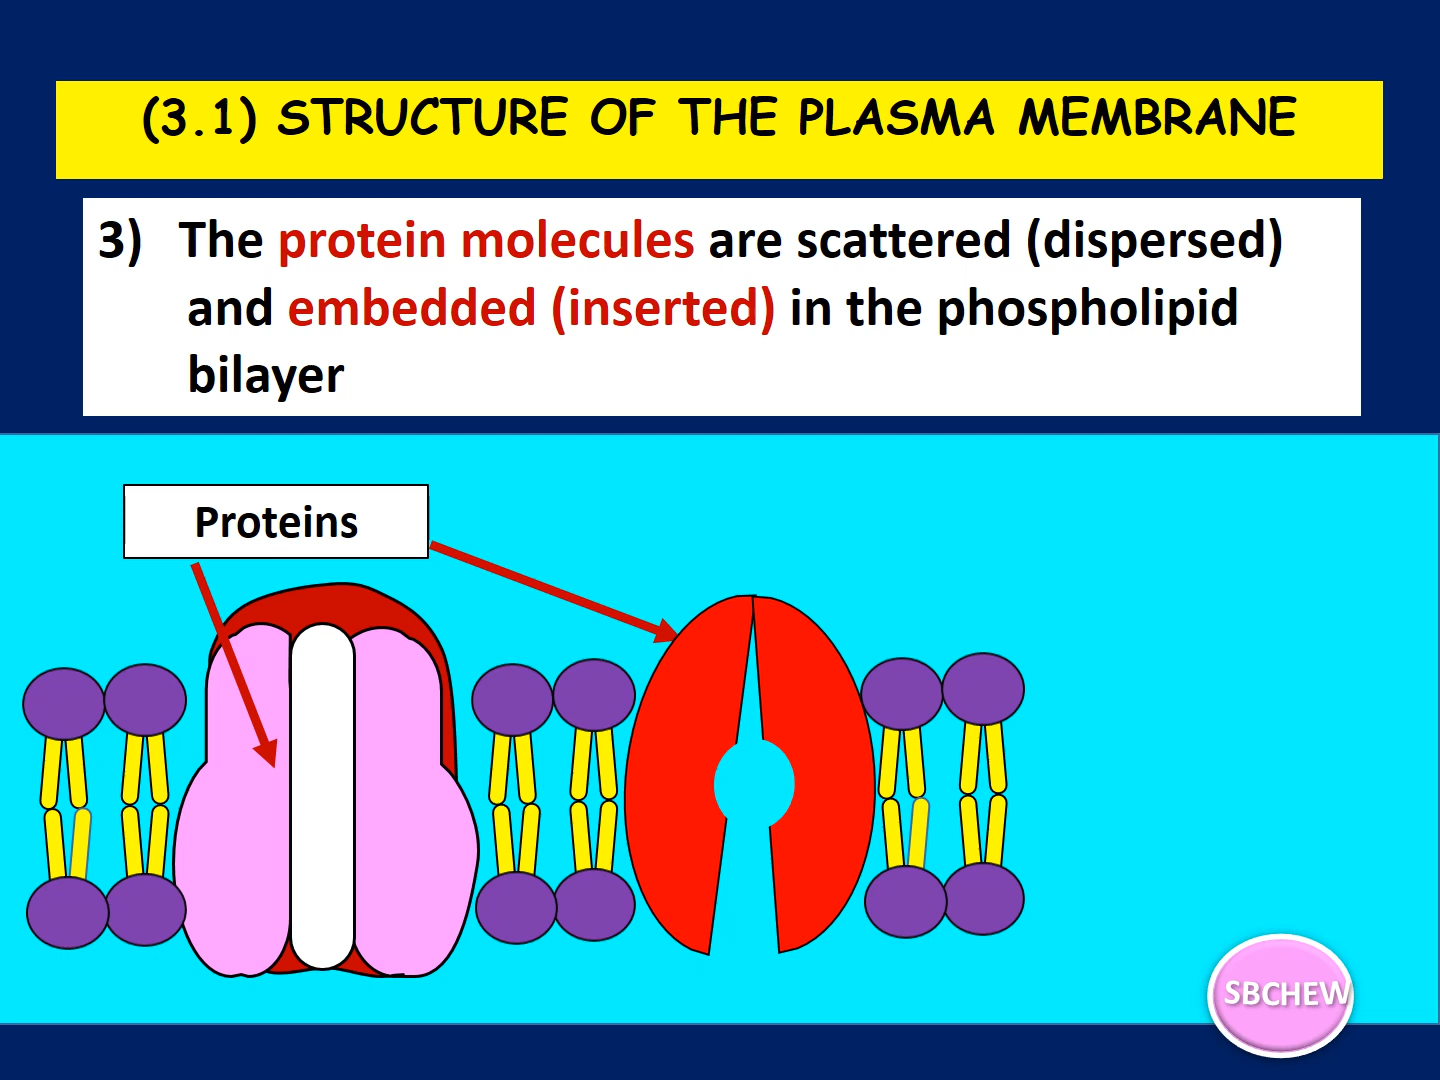 (3.1) STRUCTURE OF THE PLASMA MEMBRANE
3) The protein molecules are scattered (dispersed)
and embedded (inserted) in the phospholipid
bilayer
Proteins
SBCHEW